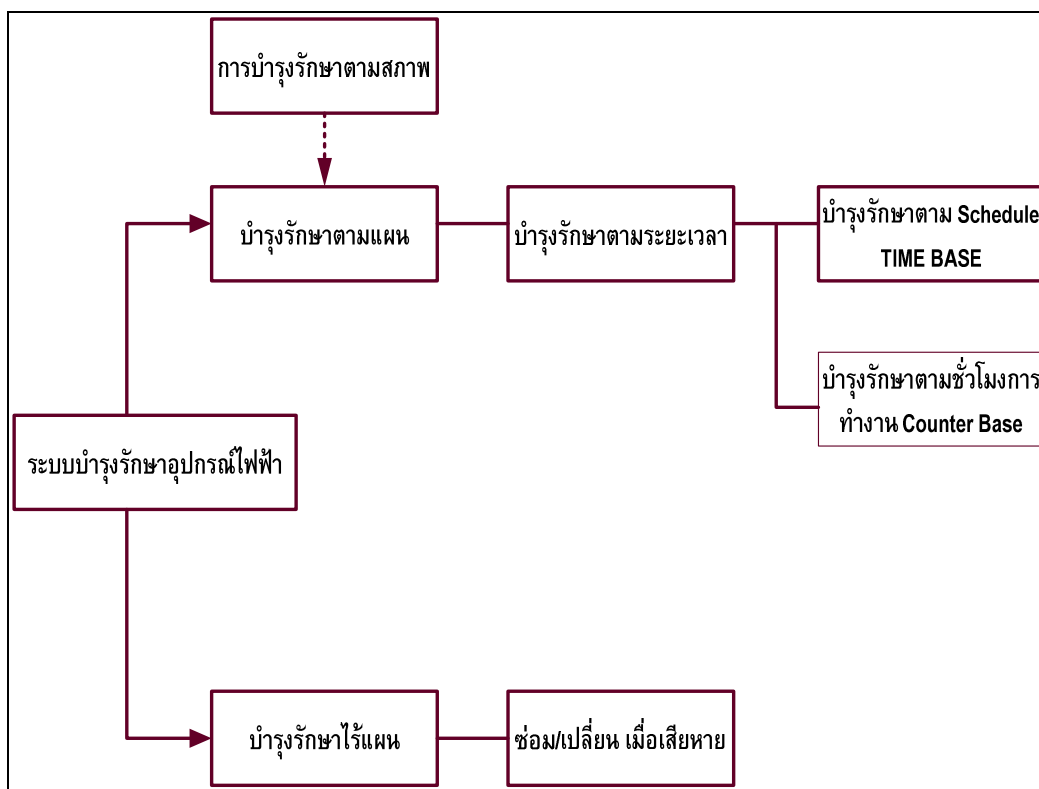 การบำรุงรักษาตามสภาพ
บำรุงรักษาตามแผน
บำรุงรักษาตามระยะเวลา
บำรุงรักษาตาม Schedule
TIME BASE
บำรุงรักษาตามชั่วโมงการ
ทำงาน Counter Base
ระบบบำรุงรักษาอุปกรณ์ไฟฟ้า
บำรุงรักษาไร้แผน
ซ่อม/เปลี่ยน เมื่อเสียหาย